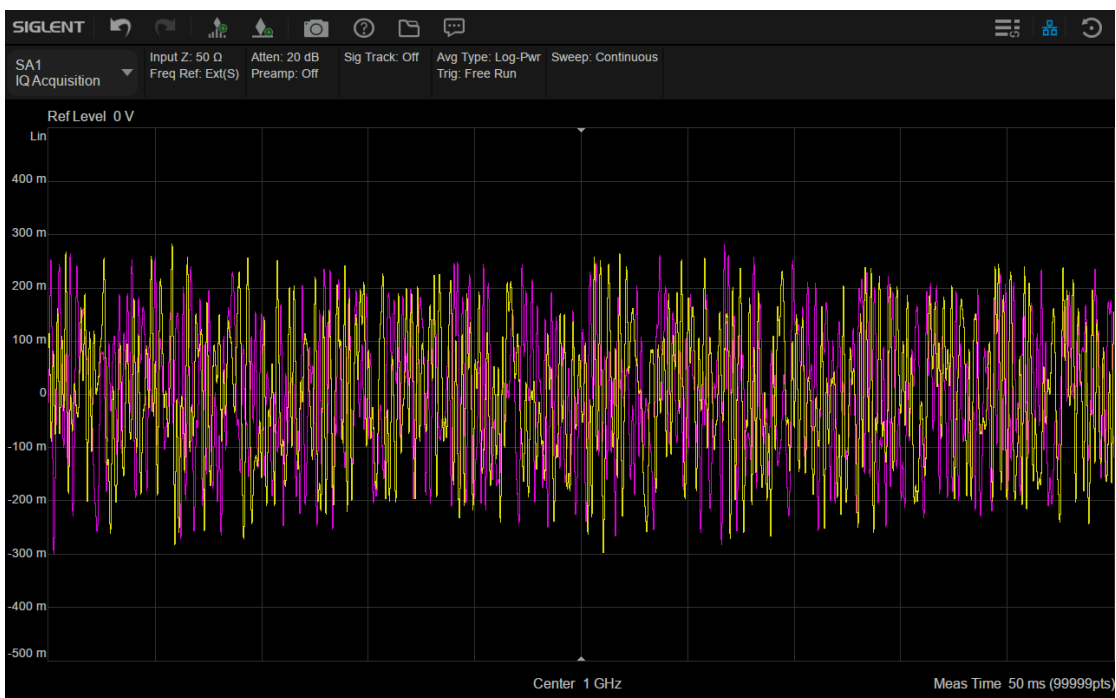 SIGLENT
SA1
IQ Acquisition
Input Z: 50 Ω
Freq Ref: Ext(S)
Atten: 20 dB
Preamp: Off
Sig Track: Off
Avg Type: Log-Pwr
Trig: Free Run
Sweep: Continuous
Ref Level 0 V
Lin
400 m
300 m
200 m
100 m
0
-100 m
-200 m
-300 m
-400 m
-500 m
Center 1 GHz
Meas Time 50 ms (99999pts)